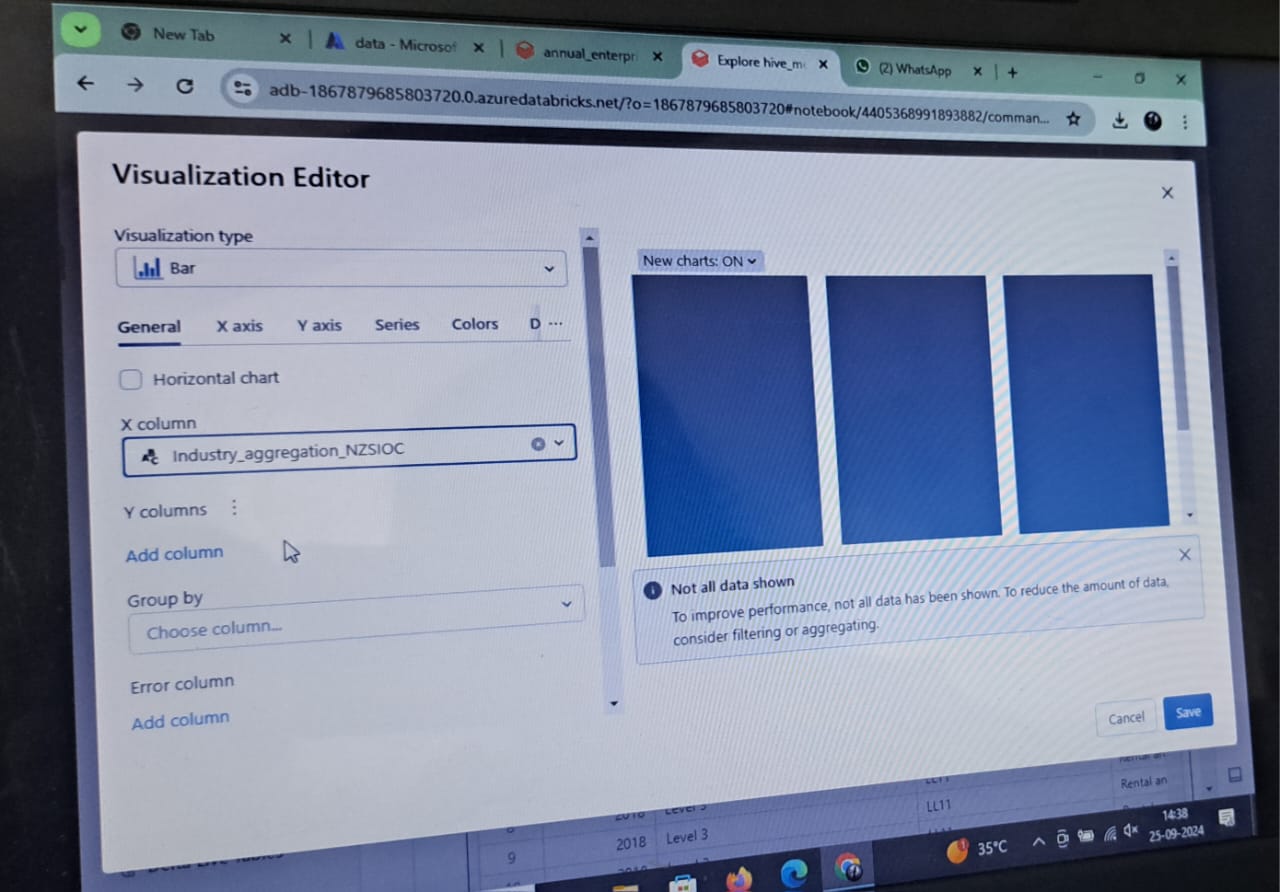 New Tab
data - Microsof
annual_enterpri
Explore hive_m
(2) WhatsApp
adb-1867879685803720.0.azuredatabricks.net/?o=1867879685803720#notebook/4405368991893882/comman...
Visualization Editor
Visualization type
Bar
General X axis Y axis Series Colors D ...
Horizontal chart
X column
Industry_aggregation_NZSIOC
Y columns
Add column
Group by
Choose column...
Error column
Add column
New charts: ON
Not all data shown
To improve performance, not all data has been shown. To reduce the amount of data,
consider filtering or aggregating.
Cancel Save
LL11
Rental an
9 2018 Level 3
35°C
14:38
25-09-2024